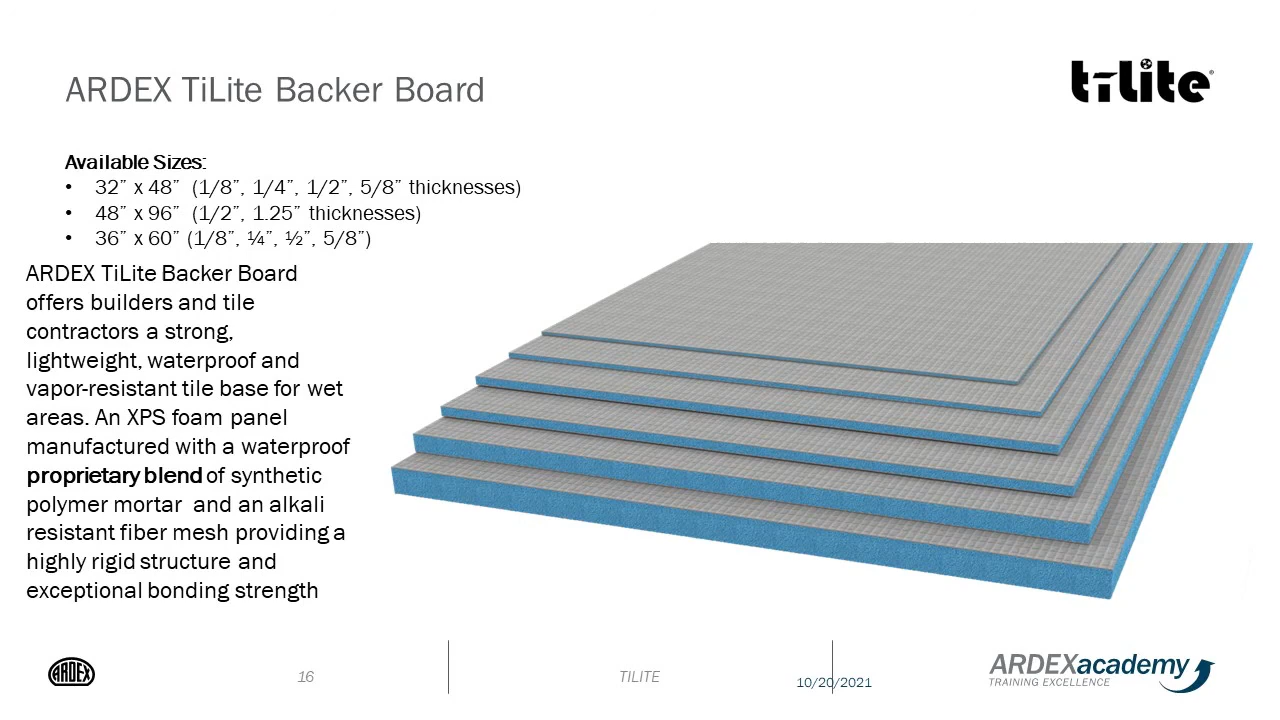 ARDEX TiLite Backer Board
tilite®
Available Sizes:
• 32” x 48” (1/8”, 1/4”, 1/2”, 5/8” thicknesses)
• 48” x 96” (1/2”, 1.25” thicknesses)
• 36” x 60” (1/8”, ¼”, ½”, 5/8”)
ARDEX TiLite Backer Board
offers builders and tile
contractors a strong,
lightweight, waterproof and
vapor-resistant tile base for wet
areas. An XPS foam panel
manufactured with a waterproof
proprietary blend of synthetic
polymer mortar and an alkali
resistant fiber mesh providing a
highly rigid structure and
exceptional bonding strength
ARDEX
16
TILITE
10/20/2021
ARDEXacademy
TRAINING EXCELLENCE